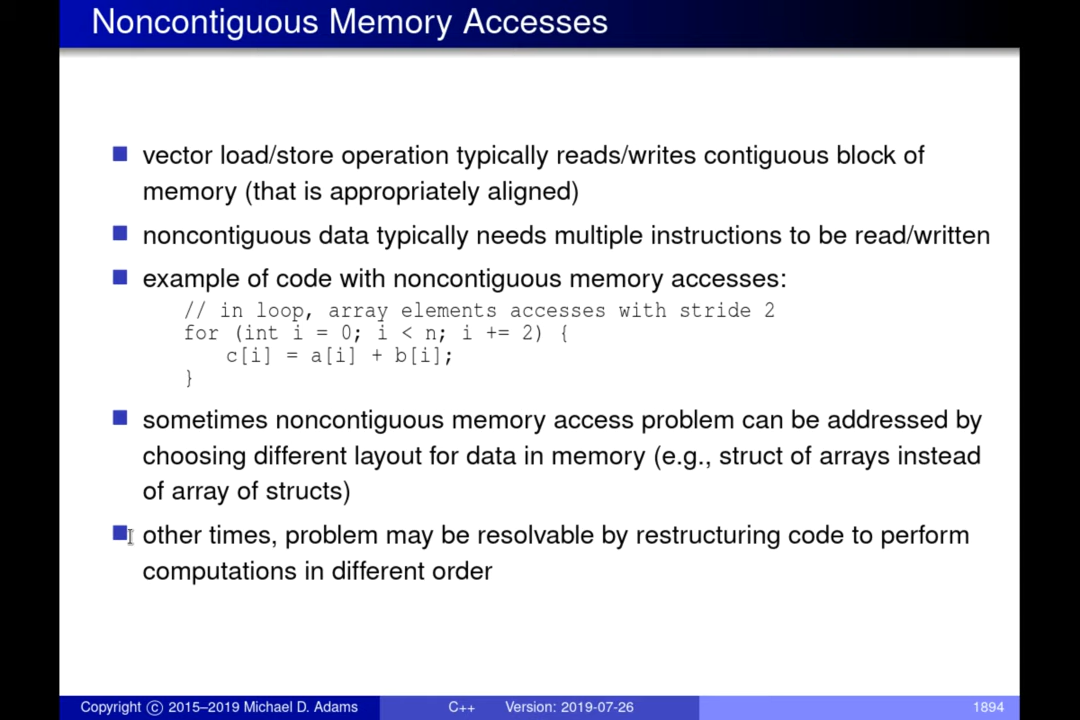 Noncontiguous Memory Accesses
vector load/store operation typically reads/writes contiguous block of
memory (that is appropriately aligned)
noncontiguous data typically needs multiple instructions to be read/written
example of code with noncontiguous memory accesses:
// in loop, array elements accesses with stride 2
for (int i = 0; i < n; i += 2) {
c[i] = a[i] + b[i];
}
sometimes noncontiguous memory access problem can be addressed by
choosing different layout for data in memory (e.g., struct of arrays instead
of array of structs)
other times, problem may be resolvable by restructuring code to perform
computations in different order
Copyright © 2015–2019 Michael D. Adams C++ Version: 2019-07-26 1894